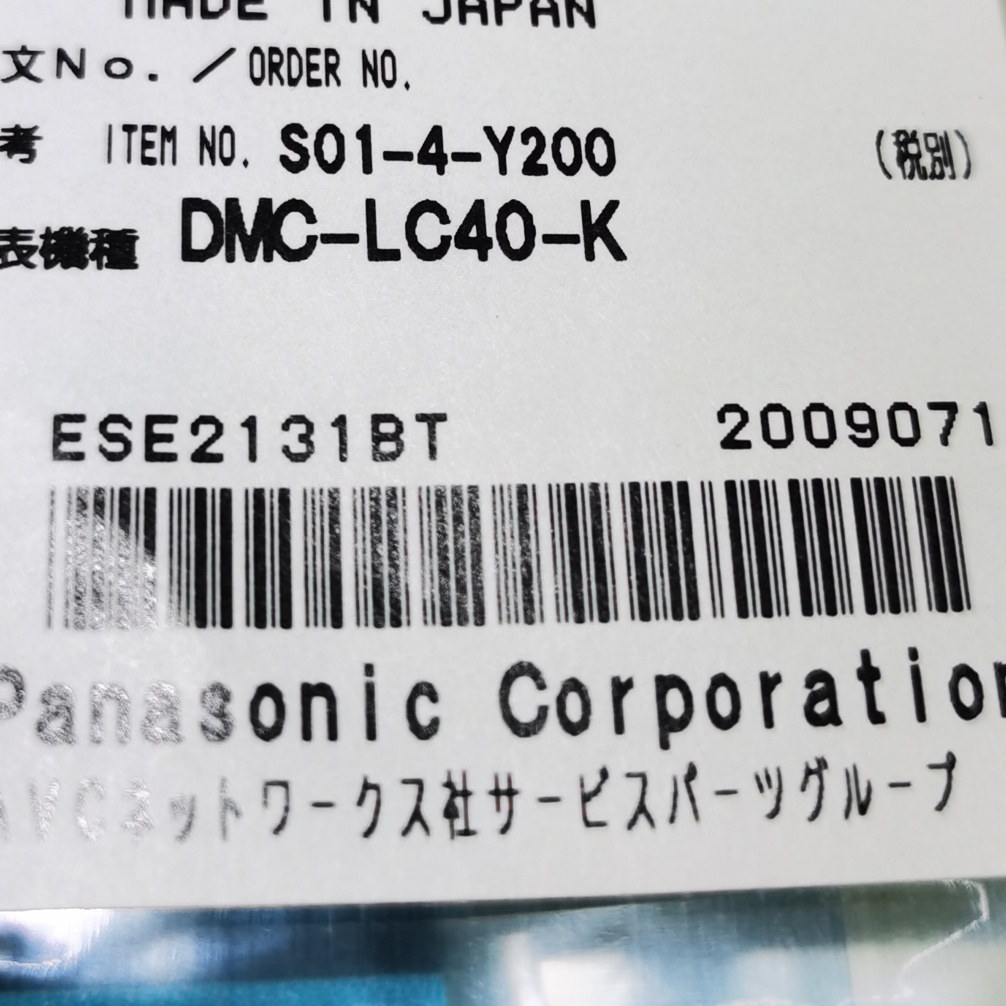 MADE IN JAPAN
文No.／ORDER NO.
考 ITEM NO. S01-4-Y200 (税別)
表機種 DMC-LC40-K
ESE2131BT 2009071
Panasonic Corporation
AVCネットワークス社サービスパーツグループ